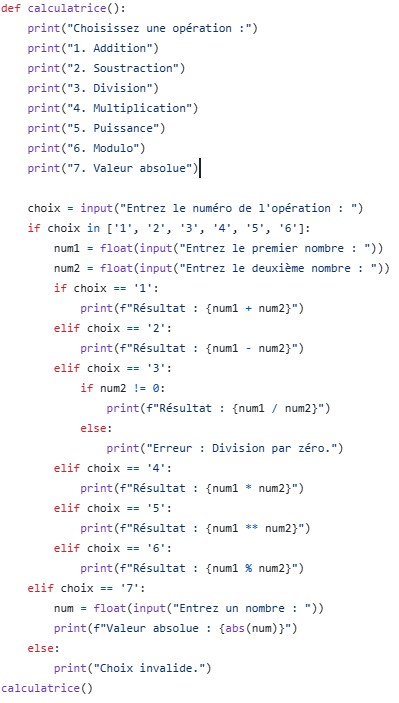 def calculatrice():
    print("Choisissez une opération :")
    print("1. Addition")
    print("2. Soustraction")
    print("3. Division")
    print("4. Multiplication")
    print("5. Puissance")
    print("6. Modulo")
    print("7. Valeur absolue")

    choix = input("Entrez le numéro de l'opération : ")
    if choix in ['1', '2', '3', '4', '5', '6']:
        num1 = float(input("Entrez le premier nombre : "))
        num2 = float(input("Entrez le deuxième nombre : "))
        if choix == '1':
            print(f"Résultat : {num1 + num2}")
        elif choix == '2':
            print(f"Résultat : {num1 - num2}")
        elif choix == '3':
            if num2 != 0:
                print(f"Résultat : {num1 / num2}")
            else:
                print("Erreur : Division par zéro.")
        elif choix == '4':
            print(f"Résultat : {num1 * num2}")
        elif choix == '5':
            print(f"Résultat : {num1 ** num2}")
        elif choix == '6':
            print(f"Résultat : {num1 % num2}")
    elif choix == '7':
        num = float(input("Entrez un nombre : "))
        print(f"Valeur absolue : {abs(num)}")
    else:
        print("Choix invalide.")
calculatrice()